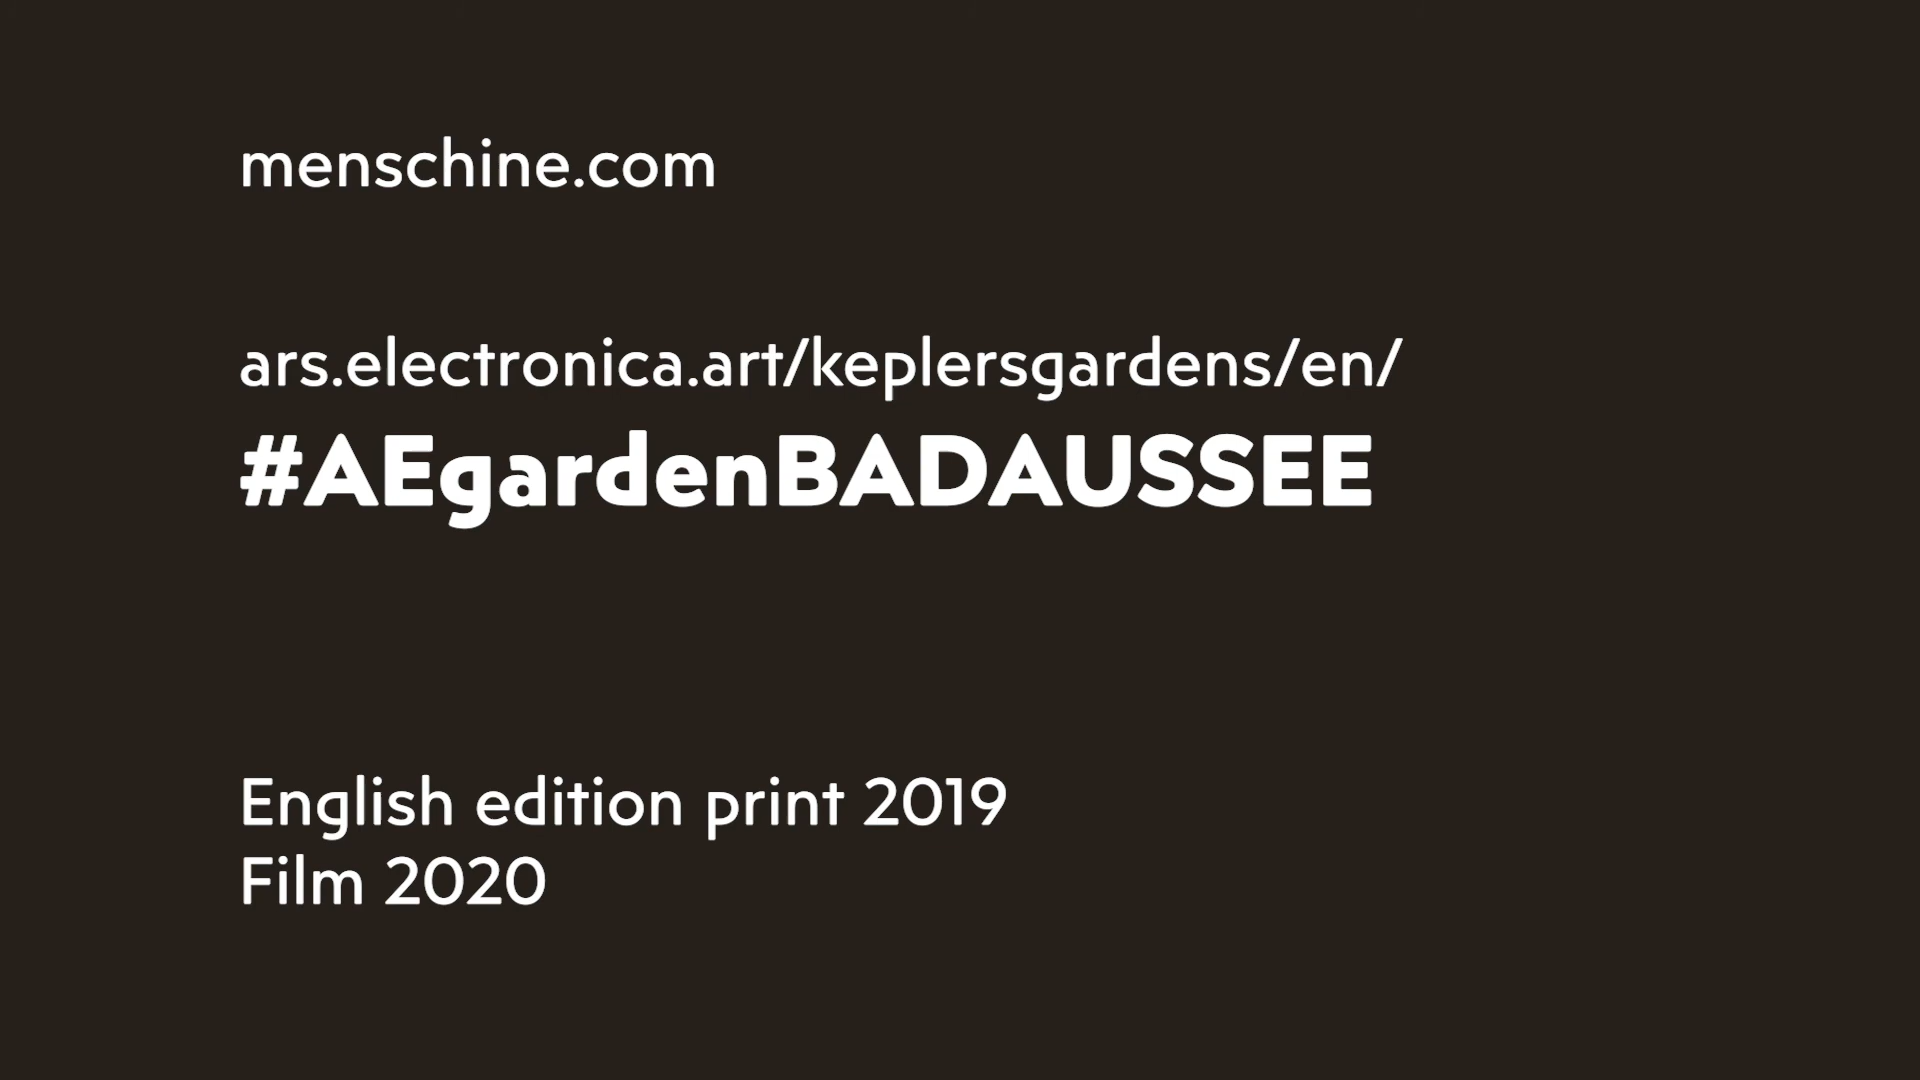 menschine.com
ars.electronica.art/keplersgardens/en/
#AEgardenBADAUSSEE
English edition print 2019
Film 2020